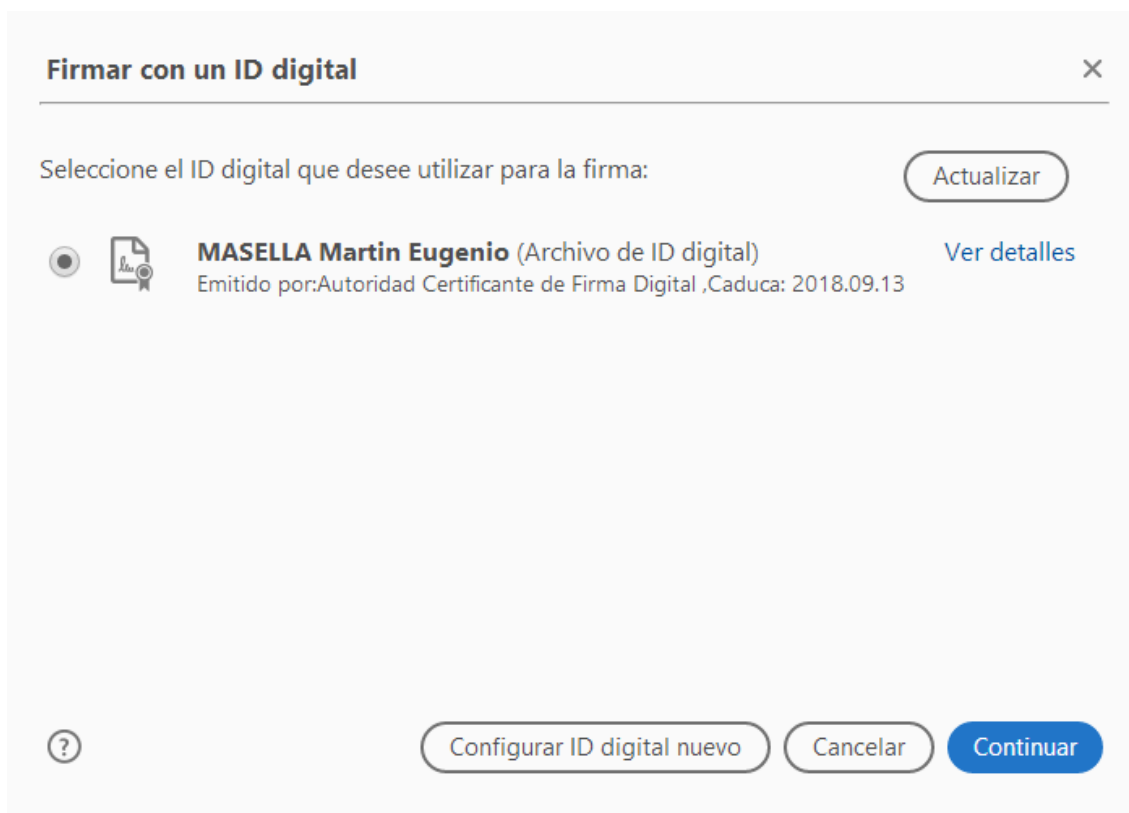 Firmar con un ID digital
Seleccione el ID digital que desee utilizar para la firma:
Actualizar
MASELLA Martin Eugenio (Archivo de ID digital)
Ver detalles
Emitido por:Autoridad Certificante de Firma Digital ,Caduca: 2018.09.13
Configurar ID digital nuevo
Cancelar
Continuar